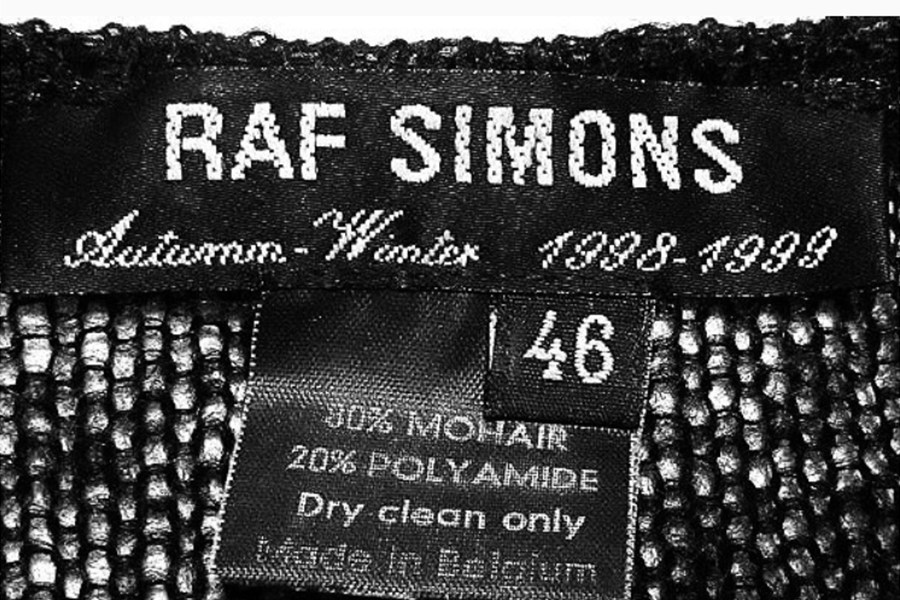 RAF SIMONS
Autumn-Winter 1998-1999
46
80% MOHAIR
20% POLYAMIDE
Dry clean only
Made in Belgium